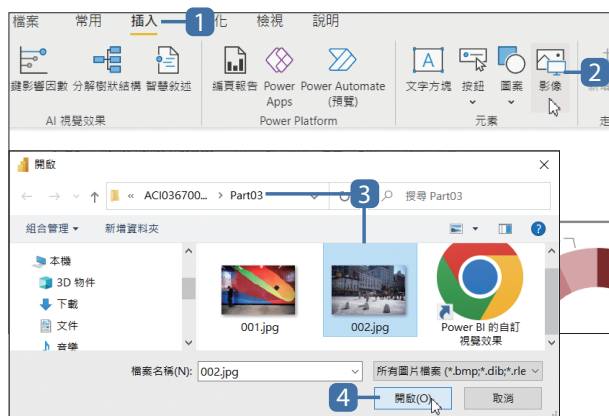 檔案 常用 插入 1 化 檢視 說明
鍵影響因數 分解樹狀結構 智慧敘述 編頁報告 Power Apps Power Automate (預覽) 文字方塊 按鈕 圖案 影像 2
AI 視覺效果 Power Platform 元素
開啟
« ACI036700... > Part03 3 搜尋 Part03
組合管理 新增資料夾
本機
3D 物件
下載
文件
音樂
001.jpg 002.jpg Power BI 的自訂視覺效果
檔案名稱(N): 002.jpg 所有圖片檔案 (*.bmp;*.dib;*.rle
4 開啟(O) 取消